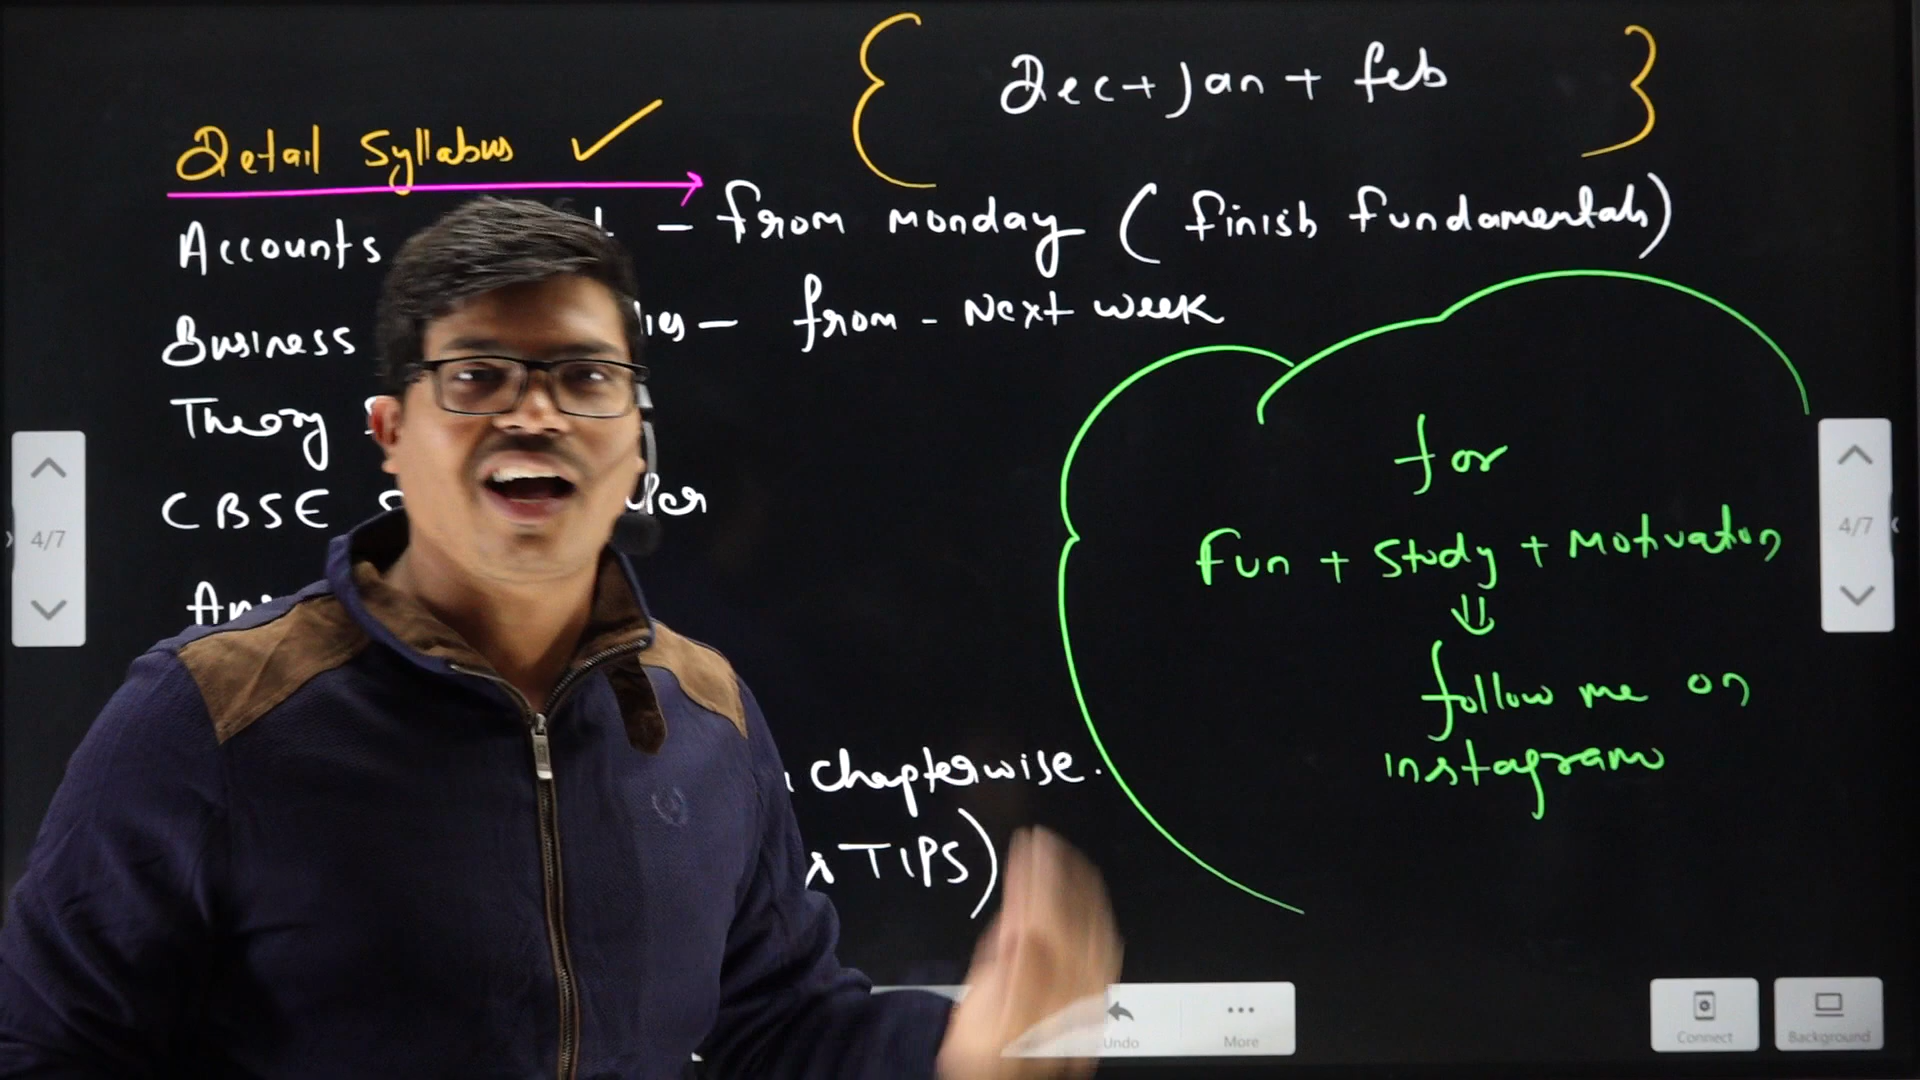 Dec + Jan + feb
Detail Syllabus
Accounts - from monday (finish fundamentals)
Business - from - Next week
Theory
CBSE
chapterwise.
TIPS)
for
Fun + Study + Motivation
follow me on
instagram
4/7
4/7
Undo
More
Connect
Background